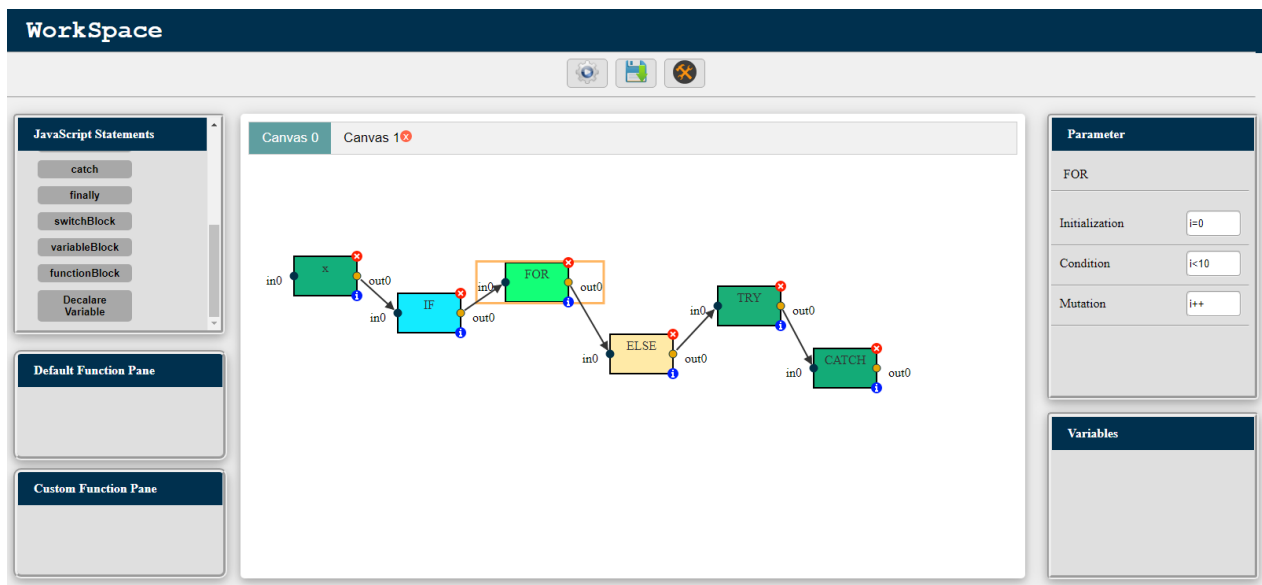 WorkSpace
JavaScript Statements
catch
finally
switchBlock
variableBlock
functionBlock
Decalare
Variable
Default Function Pane
Custom Function Pane
Canvas 0
Canvas 1
x
in0
out0
IF
in0
out0
FOR
in0
out0
ELSE
in0
out0
TRY
in0
out0
CATCH
in0
out0
Parameter
FOR
Initialization i=0
Condition i<10
Mutation i++
Variables